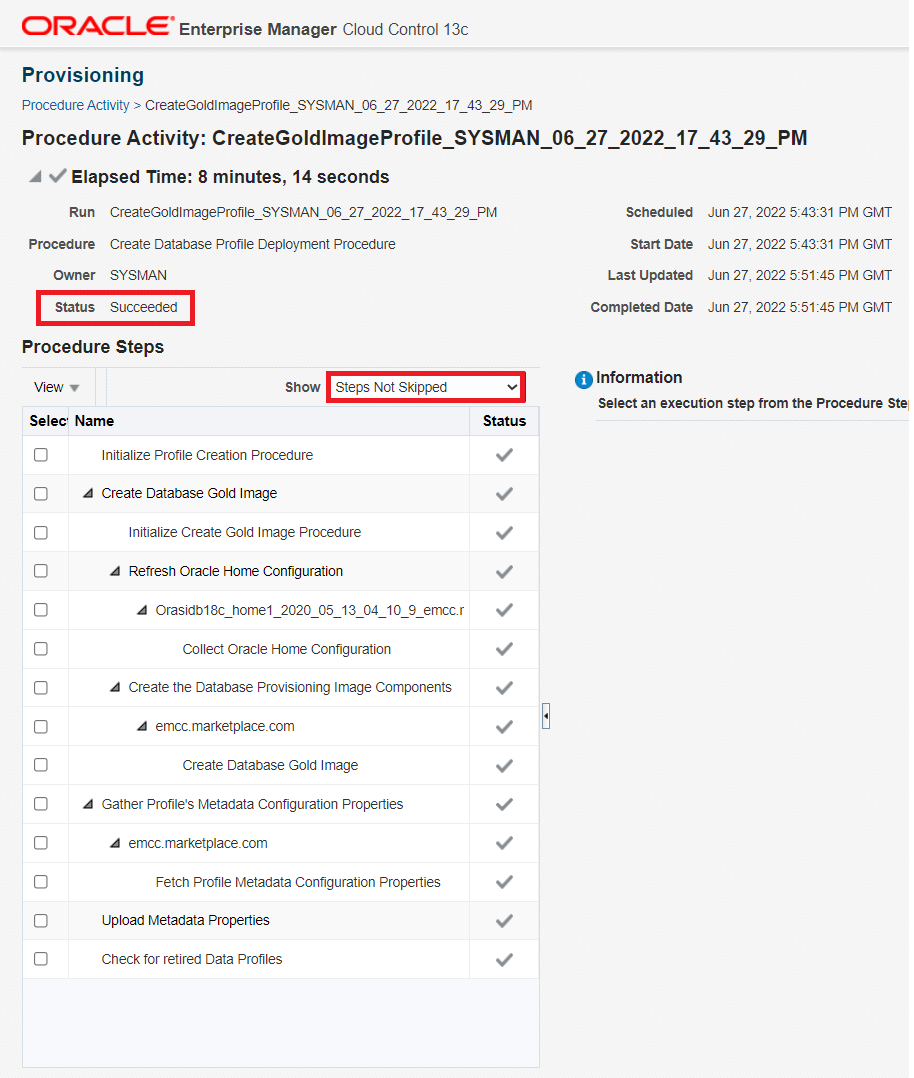 ORACLE Enterprise Manager Cloud Control 13c
Provisioning
Procedure Activity > CreateGoldImageProfile_SYSMAN_06_27_2022_17_43_29_PM
Procedure Activity: CreateGoldImageProfile_SYSMAN_06_27_2022_17_43_29_PM
Elapsed Time: 8 minutes, 14 seconds
Run CreateGoldImageProfile_SYSMAN_06_27_2022_17_43_29_PM Scheduled Jun 27, 2022 5:43:31 PM GMT
Procedure Create Database Profile Deployment Procedure Start Date Jun 27, 2022 5:43:31 PM GMT
Owner SYSMAN Last Updated Jun 27, 2022 5:51:45 PM GMT
Status Succeeded Completed Date Jun 27, 2022 5:51:45 PM GMT
Procedure Steps
View Show Steps Not Skipped
Information
Select an execution step from the Procedure Ste
Select Name Status
Initialize Profile Creation Procedure
Create Database Gold Image
Initialize Create Gold Image Procedure
Refresh Oracle Home Configuration
Orasidb18c_home1_2020_05_13_04_10_9_emcc.r
Collect Oracle Home Configuration
Create the Database Provisioning Image Components
emcc.marketplace.com
Create Database Gold Image
Gather Profile's Metadata Configuration Properties
emcc.marketplace.com
Fetch Profile Metadata Configuration Properties
Upload Metadata Properties
Check for retired Data Profiles